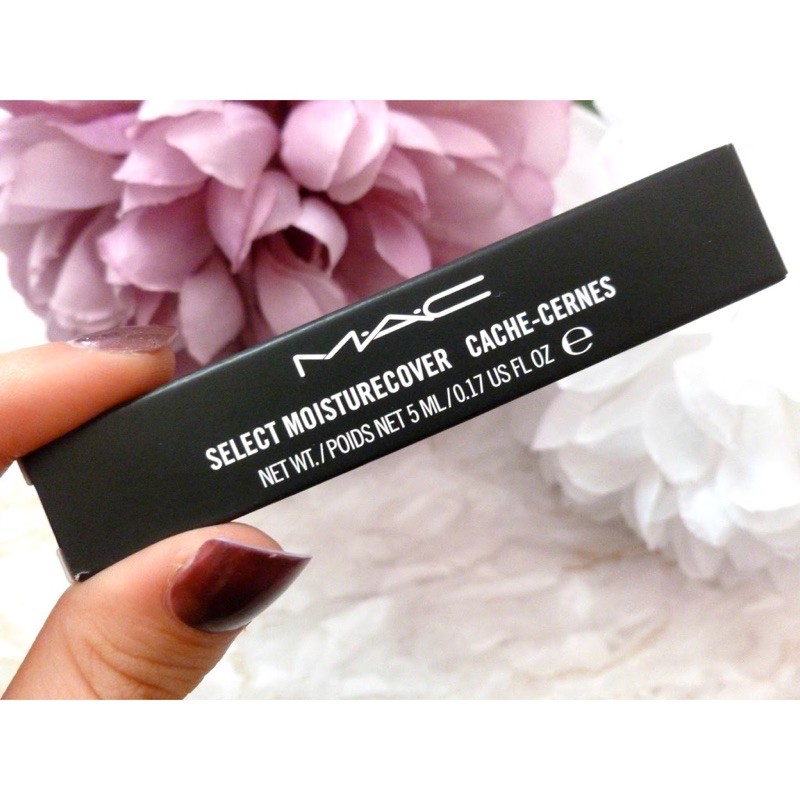 M·A·C
SELECT MOISTURECOVER CACHE-CERNES
NET WT./POIDS NET 5 ML/0.17 US FL OZ ℮